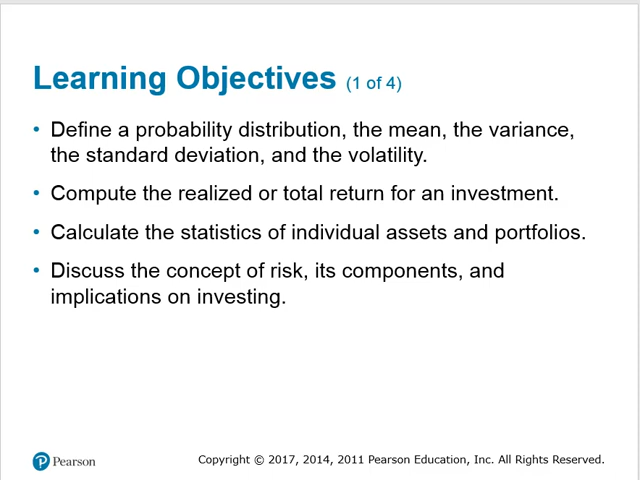 Learning Objectives (1 of 4)
• Define a probability distribution, the mean, the variance,
the standard deviation, and the volatility.
• Compute the realized or total return for an investment.
• Calculate the statistics of individual assets and portfolios.
• Discuss the concept of risk, its components, and
implications on investing.
Pearson
Copyright © 2017, 2014, 2011 Pearson Education, Inc. All Rights Reserved.